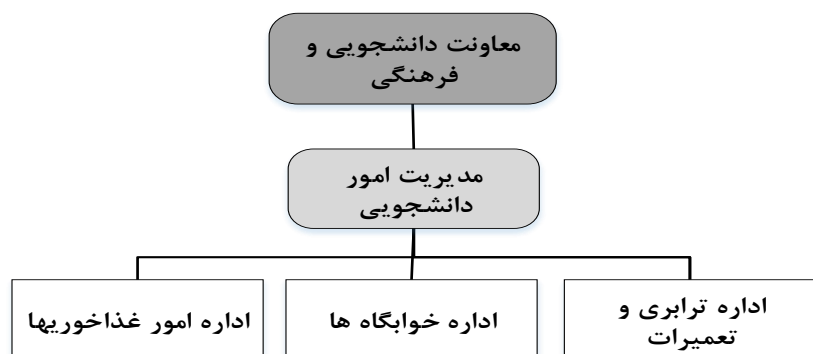 معاونت دانشجویی و
فرهنگی
مدیریت امور
دانشجویی
اداره ترابری و
تعمیرات
اداره خوابگاه ها
اداره امور غذاخوریها